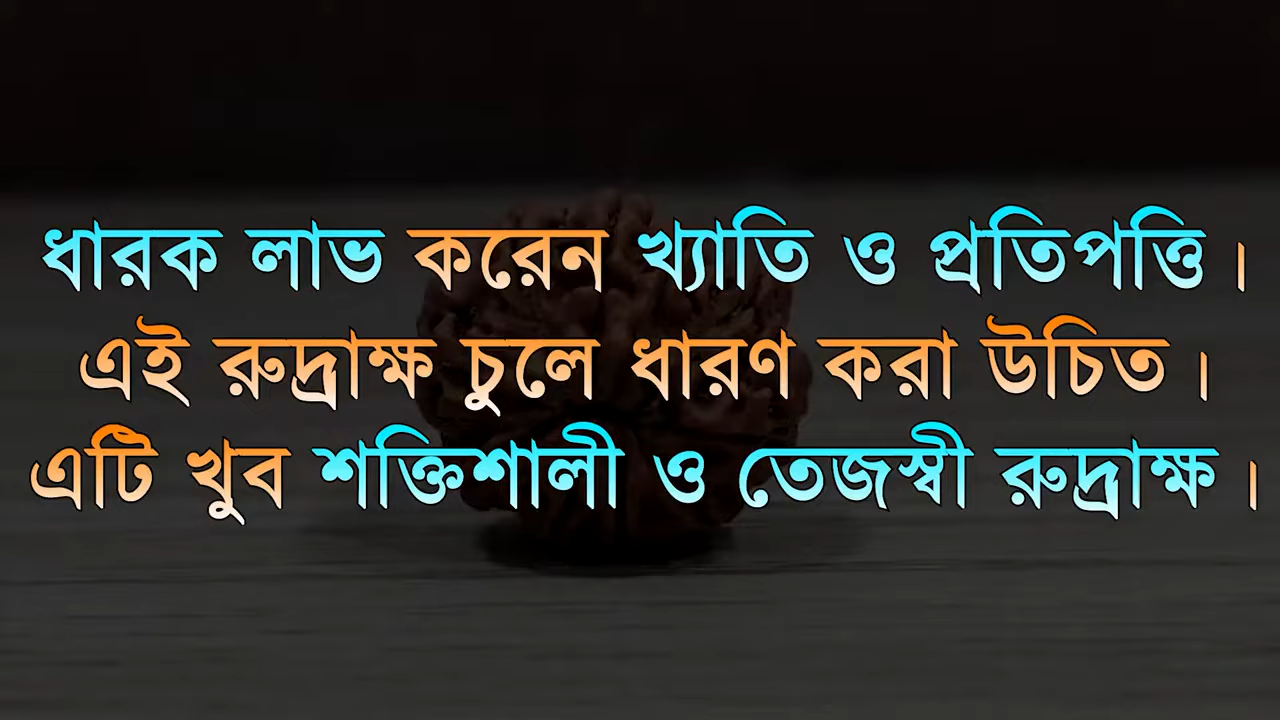 ধারক লাভ করেন খ্যাতি ও প্রতিপত্তি।
এই রুদ্রাক্ষ চুলে ধারণ করা উচিত।
এটি খুব শক্তিশালী ও তেজস্বী রুদ্রাক্ষ।